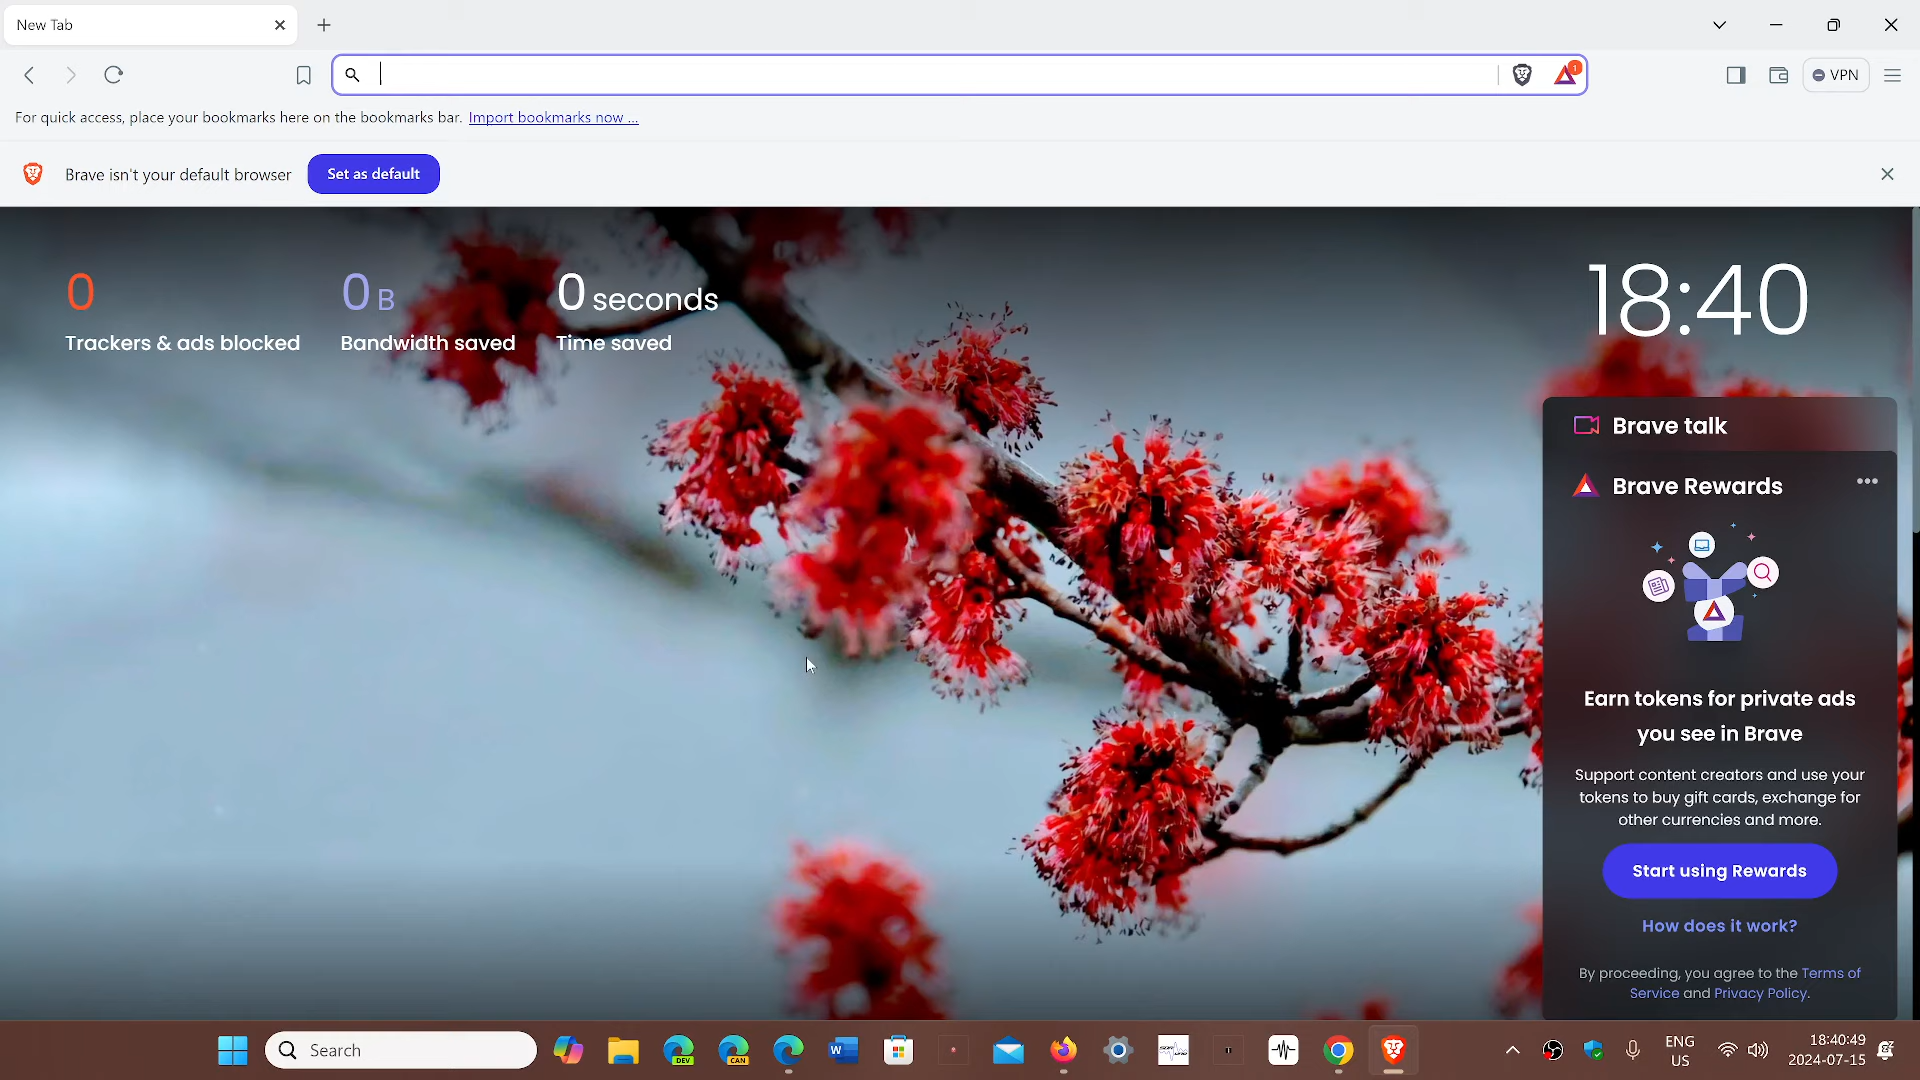 New Tab
VPN
For quick access, place your bookmarks here on the bookmarks bar. Import bookmarks now ...
Brave isn't your default browser
Set as default
0
Trackers & ads blocked
0 B
Bandwidth saved
0 seconds
Time saved
18:40
Brave talk
Brave Rewards
Earn tokens for private ads
you see in Brave
Support content creators and use your
tokens to buy gift cards, exchange for
other currencies and more.
Start using Rewards
How does it work?
By proceeding, you agree to the Terms of
Service and Privacy Policy.
Search
DEV
CAN
W
ENG
US
18:40:49
2024-07-15